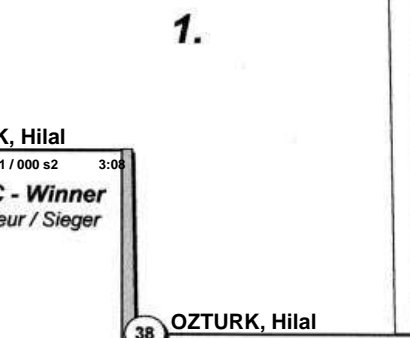 1.
K, Hilal
1 / 000 s2 3:08
C - Winner
eur / Sieger
38
OZTURK, Hilal